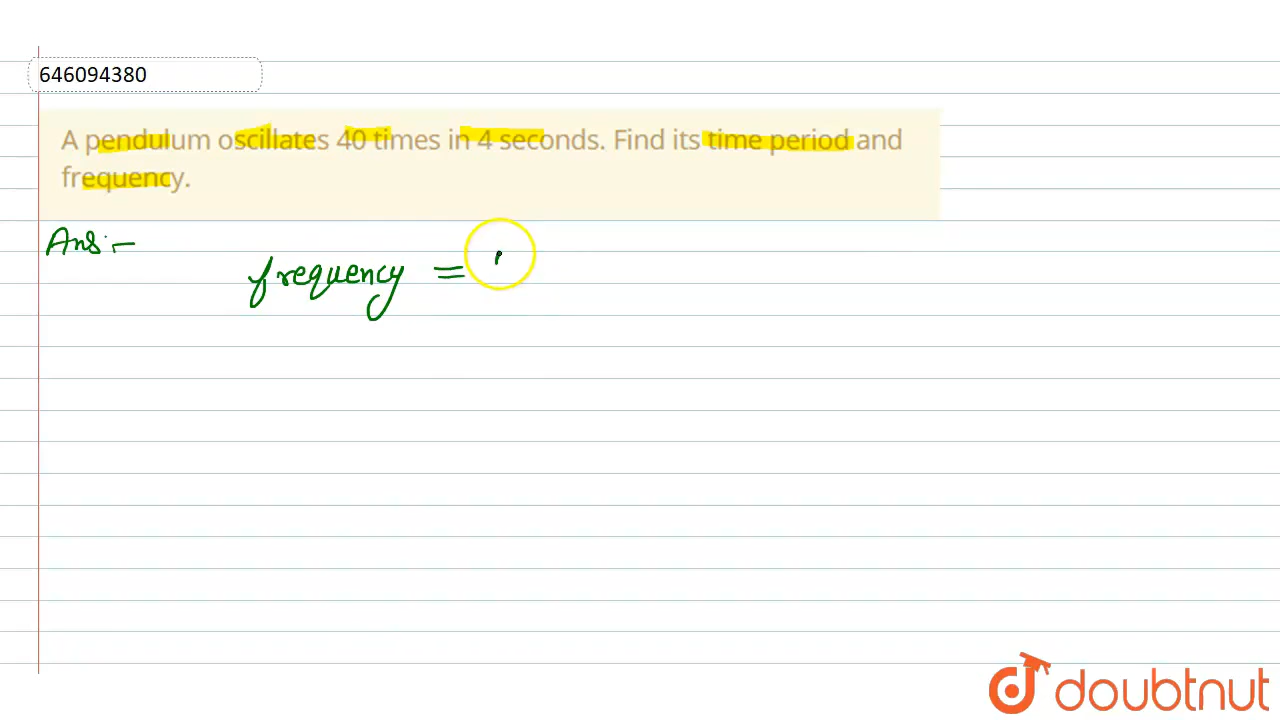 646094380
A pendulum oscillates 40 times in 4 seconds. Find its time period and
frequency.
Ans:-
frequency =
doubtnut